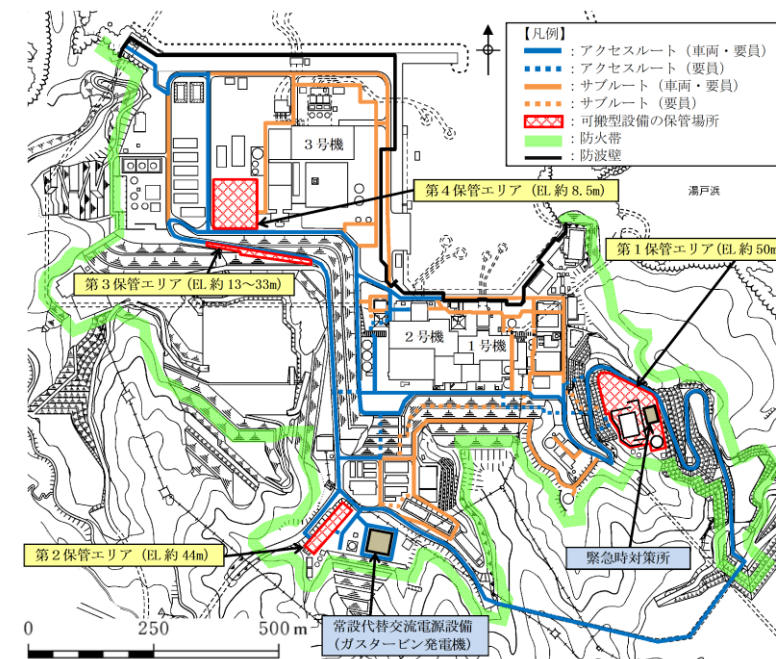 【凡例】
：アクセスルート（車両・要員）
：アクセスルート（要員）
：サブルート（車両・要員）
：サブルート（要員）
：可搬型設備の保管場所
：防火帯
：防波壁
3号機
湯戸浜
第4保管エリア（EL 約 8.5m）
第1保管エリア（EL 約 50m
第3保管エリア（EL 約 13～33m）
2号機
1号機
第2保管エリア（EL 約 44m）
緊急時対策所
常設代替交流電源設備
（ガスタービン発電機）
0 250 500 m